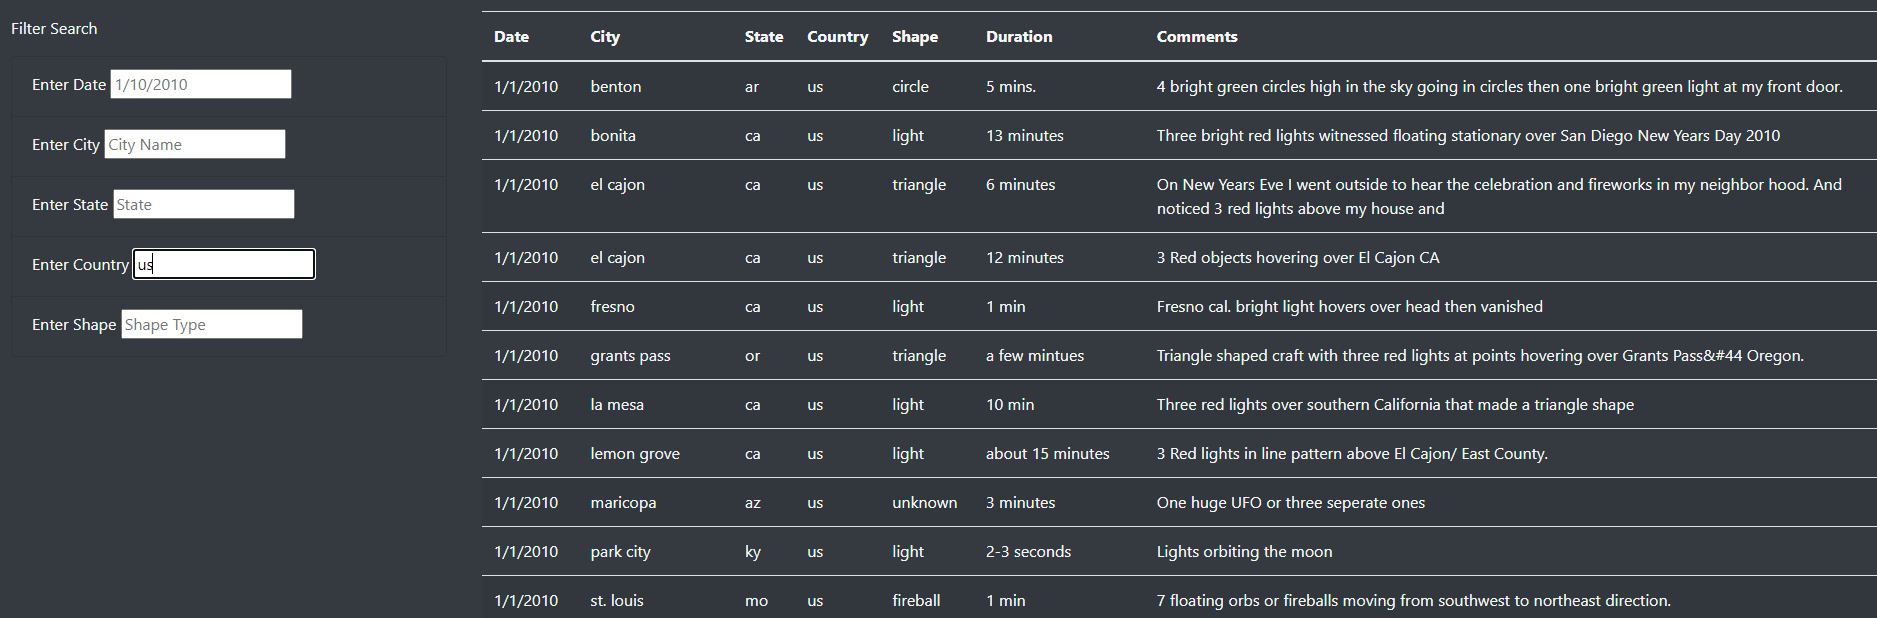 Filter Search
Enter Date 1/10/2010
Enter City City Name
Enter State State
Enter Country us
Enter Shape Shape Type
Date City State Country Shape Duration Comments
1/1/2010 benton ar us circle 5 mins. 4 bright green circles high in the sky going in circles then one bright green light at my front door.
1/1/2010 bonita ca us light 13 minutes Three bright red lights witnessed floating stationary over San Diego New Years Day 2010
1/1/2010 el cajon ca us triangle 6 minutes On New Years Eve I went outside to hear the celebration and fireworks in my neighbor hood. And
noticed 3 red lights above my house and
1/1/2010 el cajon ca us triangle 12 minutes 3 Red objects hovering over El Cajon CA
1/1/2010 fresno ca us light 1 min Fresno cal. bright light hovers over head then vanished
1/1/2010 grants pass or us triangle a few mintues Triangle shaped craft with three red lights at points hovering over Grants Pass&#44 Oregon.
1/1/2010 la mesa ca us light 10 min Three red lights over southern California that made a triangle shape
1/1/2010 lemon grove ca us light about 15 minutes 3 Red lights in line pattern above El Cajon/ East County.
1/1/2010 maricopa az us unknown 3 minutes One huge UFO or three seperate ones
1/1/2010 park city ky us light 2-3 seconds Lights orbiting the moon
1/1/2010 st. louis mo us fireball 1 min 7 floating orbs or fireballs moving from southwest to northeast direction.